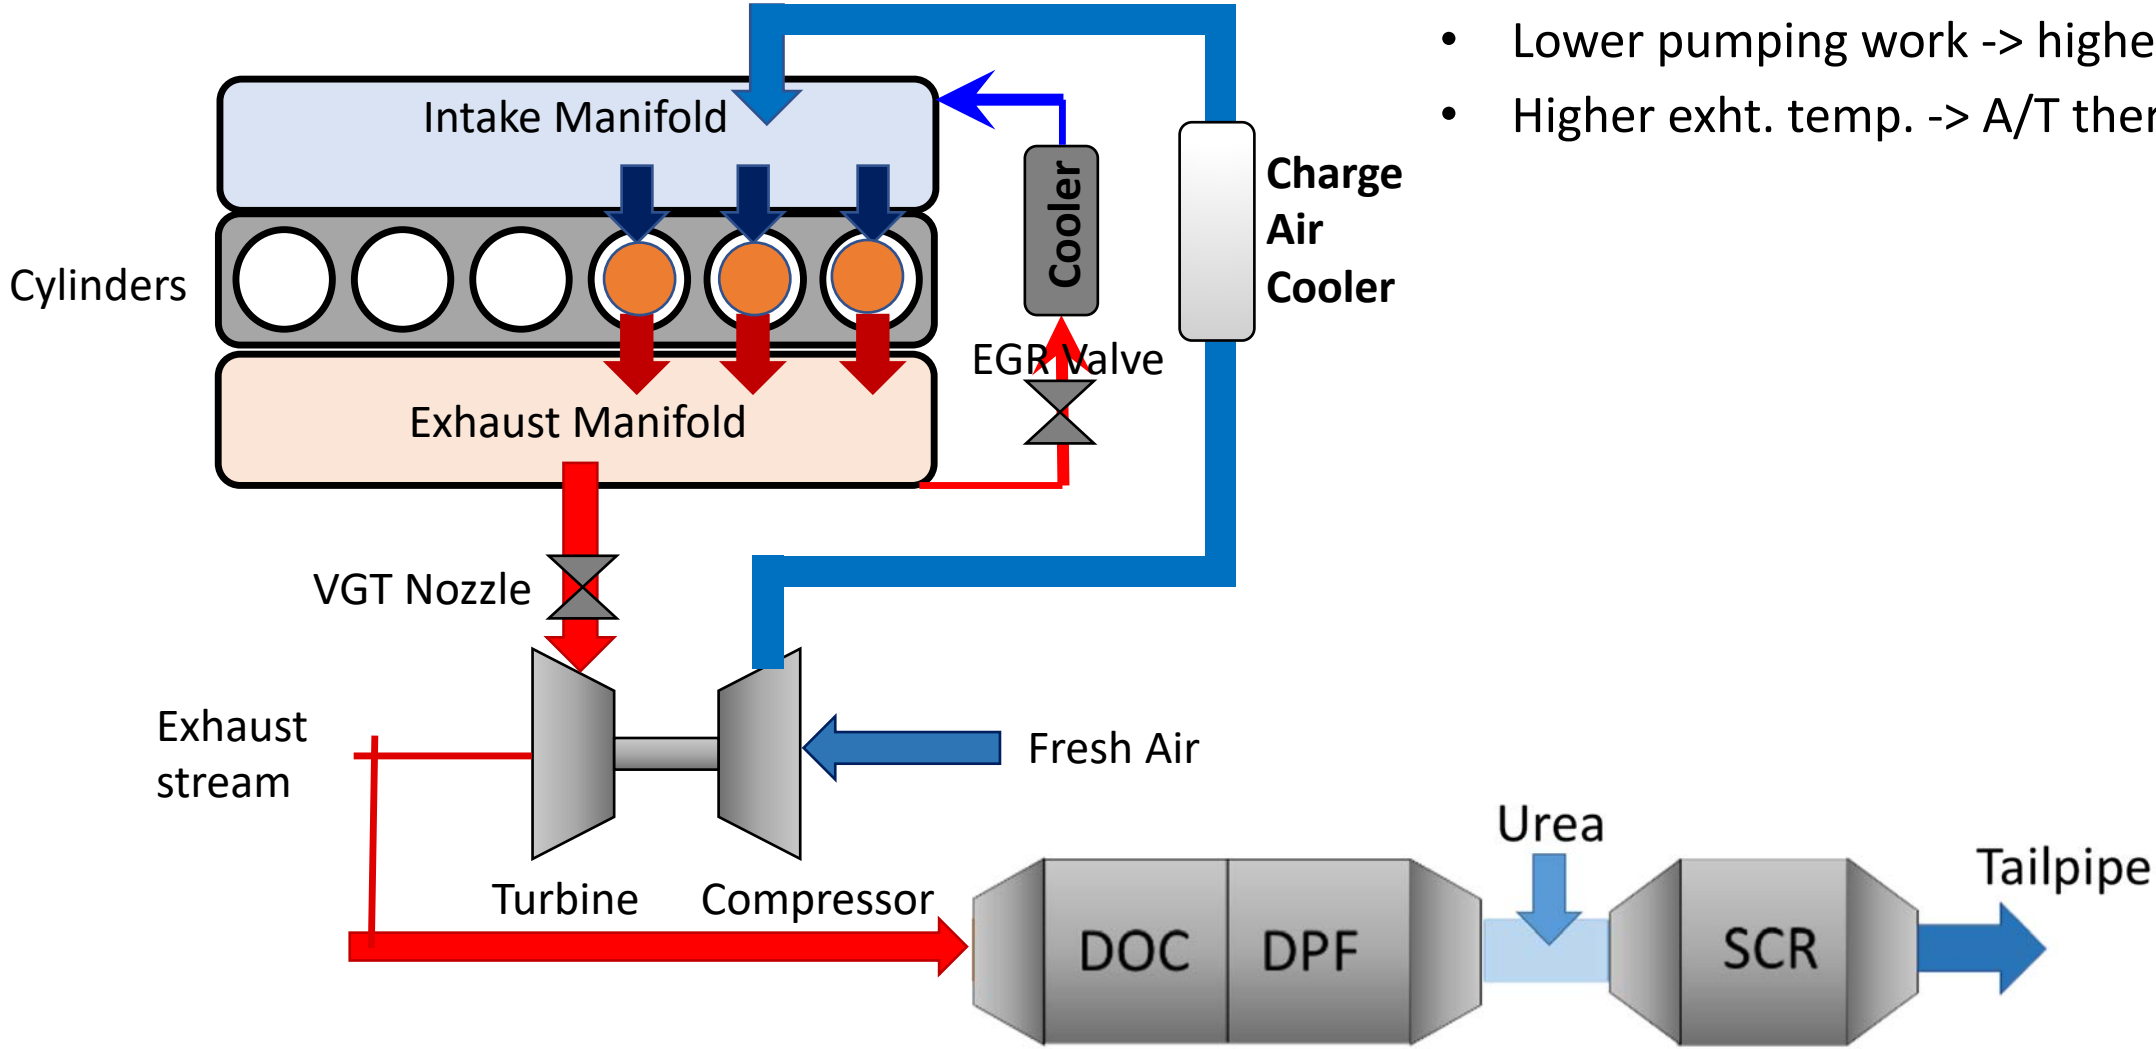 • Lower pumping work -> highe
• Higher exht. temp. -> A/T ther
Intake Manifold
Cooler
Charge
Air
Cooler
Cylinders
EGR Valve
Exhaust Manifold
VGT Nozzle
Exhaust
stream
Fresh Air
Turbine
Compressor
Urea
Tailpipe
DOC
DPF
SCR